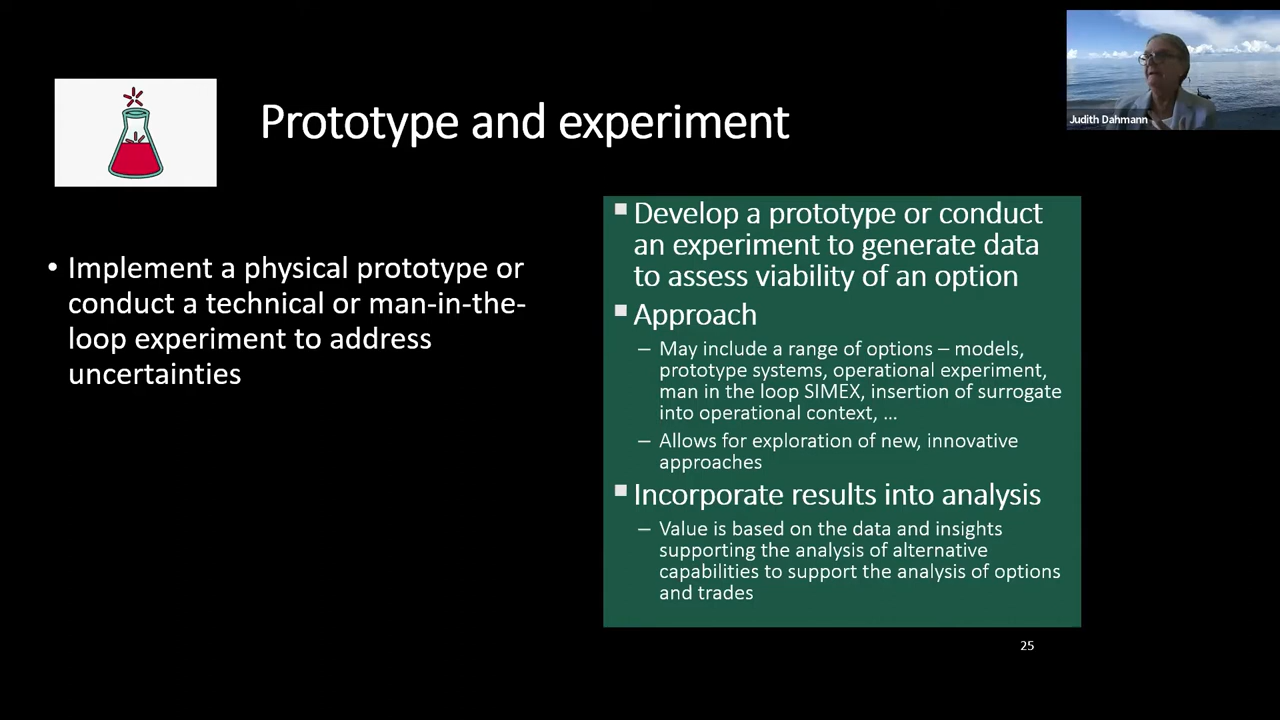 Judith Dahmann
Prototype and experiment
• Implement a physical prototype or
conduct a technical or man-in-the-
loop experiment to address
uncertainties
▪ Develop a prototype or conduct
an experiment to generate data
to assess viability of an option
▪ Approach
– May include a range of options – models,
prototype systems, operational experiment,
man in the loop SIMEX, insertion of surrogate
into operational context, …
– Allows for exploration of new, innovative
approaches
▪ Incorporate results into analysis
– Value is based on the data and insights
supporting the analysis of alternative
capabilities to support the analysis of options
and trades
25